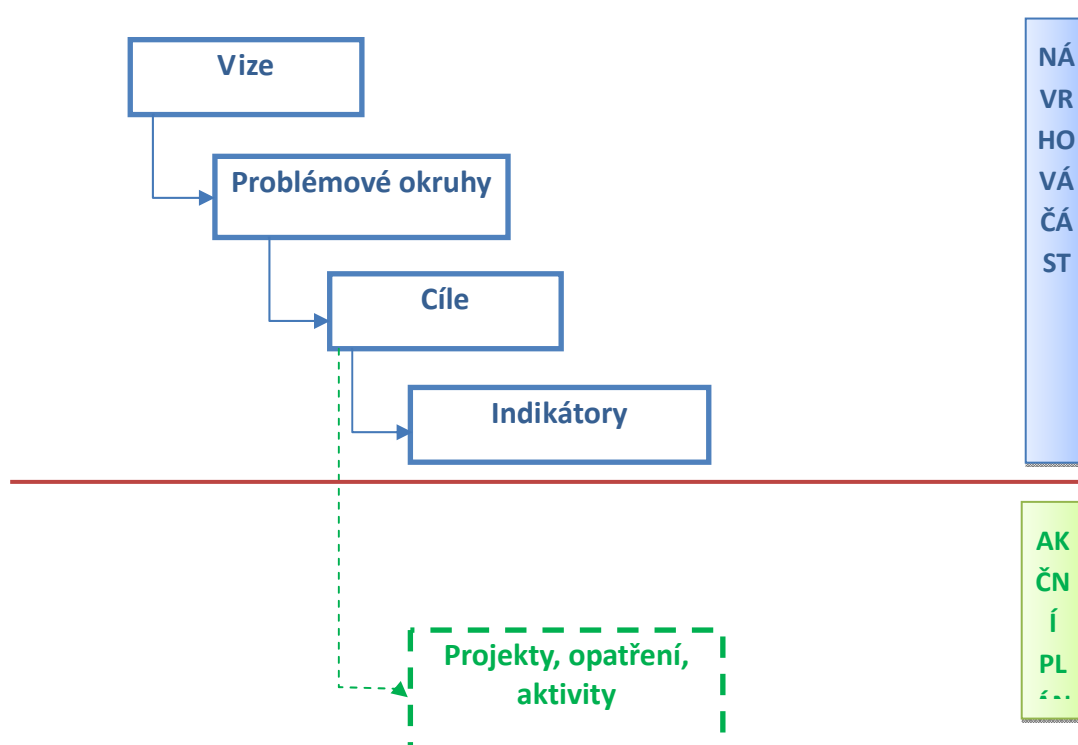 Vize
Problémové okruhy
Cíle
Indikátory
Projekty, opatření,
aktivity
NÁ
VR
HO
VÁ
ČÁ
ST
AK
ČN
Í
PL